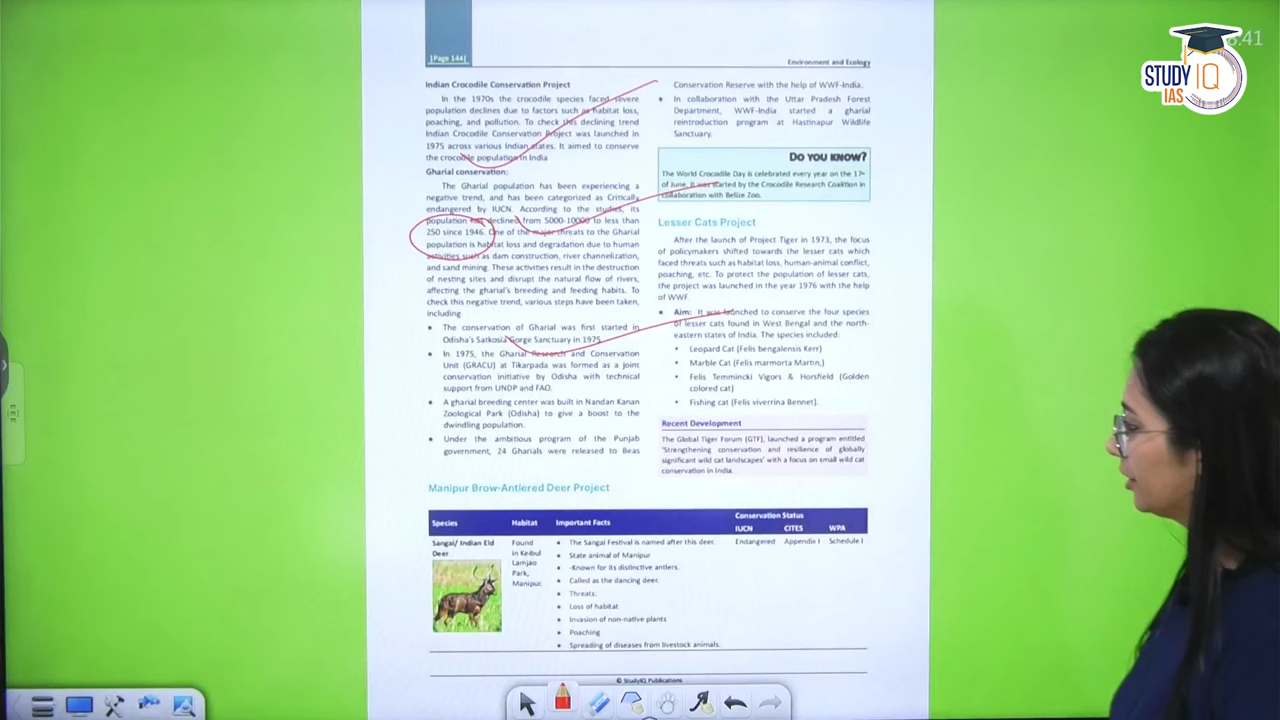 |Page 144|
Environment and Ecology
Indian Crocodile Conservation Project
In the 1970s the crocodile species faced severe
population declines due to factors such as habitat loss,
poaching, and pollution. To check this declining trend
Indian Crocodile Conservation Project was launched in
1975 across various Indian states. It aimed to conserve
the crocodile population in India
Gharial conservation:
The Gharial population has been experiencing a
negative trend, and has been categorized as Critically
endangered by IUCN. According to the studies, its
population has declined from 5000-10000 to less than
250 since 1946. One of the major threats to the Gharial
population is habitat loss and degradation due to human
activities such as dam construction, river channelization,
and sand mining. These activities result in the destruction
of nesting sites and disrupt the natural flow of rivers,
affecting the gharial's breeding and feeding habits. To
check this negative trend, various steps have been taken,
including
• The conservation of Gharial was first started in
Odisha's Satkosia Gorge Sanctuary in 1975.
• In 1975, the Gharial Research and Conservation
Unit (GRACU) at Tikarpada was formed as a joint
conservation initiative by Odisha with technical
support from UNDP and FAO.
• A gharial breeding center was built in Nandan Kanan
Zoological Park (Odisha) to give a boost to the
dwindling population.
• Under the ambitious program of the Punjab
government, 24 Gharials were released to Beas
Conservation Reserve with the help of WWF-India.
• In collaboration with the Uttar Pradesh Forest
Department, WWF-India started a gharial
reintroduction program at Hastinapur Wildlife
Sanctuary.
DO YOU KNOW?
The World Crocodile Day is celebrated every year on the 17th
of June. It was started by the Crocodile Research Coalition in
collaboration with Belize Zoo.
Lesser Cats Project
After the launch of Project Tiger in 1973, the focus
of policymakers shifted towards the lesser cats which
faced threats such as habitat loss, human-animal conflict,
poaching, etc. To protect the population of lesser cats,
the project was launched in the year 1976 with the help
of WWF.
• Aim: It was launched to conserve the four species
of lesser cats found in West Bengal and the north-
eastern states of India. The species included:
• Leopard Cat (Felis bengalensis Kerr)
• Marble Cat (Felis marmorta Martin,)
• Felis Temmincki Vigors & Horsfield (Golden
colored cat)
• Fishing cat (Felis viverrina Bennet).
Recent Development
The Global Tiger Forum (GTF), launched a program entitled
'Strengthening conservation and resilience of globally
significant wild cat landscapes' with a focus on small wild cat
conservation in India.
Manipur Brow-Antlered Deer Project
Species Habitat Important Facts Conservation Status
IUCN CITES WPA
Sangai/ Indian Eld
Deer
Found
in Keibul
Lamjao
Park,
Manipur.
• The Sangai Festival is named after this deer.
• State animal of Manipur
• -Known for its distinctive antlers.
• Called as the dancing deer.
• Threats:
• Loss of habitat
• Invasion of non-native plants
• Poaching
• Spreading of diseases from livestock animals.
Endangered Appendix I Schedule I
© StudyIQ Publications
STUDY IQ
IAS
.41